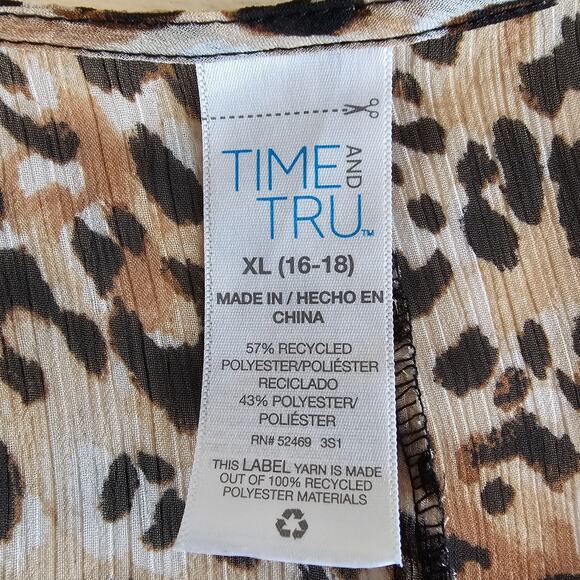 TIME AND
TRU™
XL (16-18)
MADE IN / HECHO EN
CHINA
57% RECYCLED
POLYESTER/POLIÉSTER
RECICLADO
43% POLYESTER/
POLIÉSTER
RN# 52469 3S1
THIS LABEL YARN IS MADE
OUT OF 100% RECYCLED
POLYESTER MATERIALS